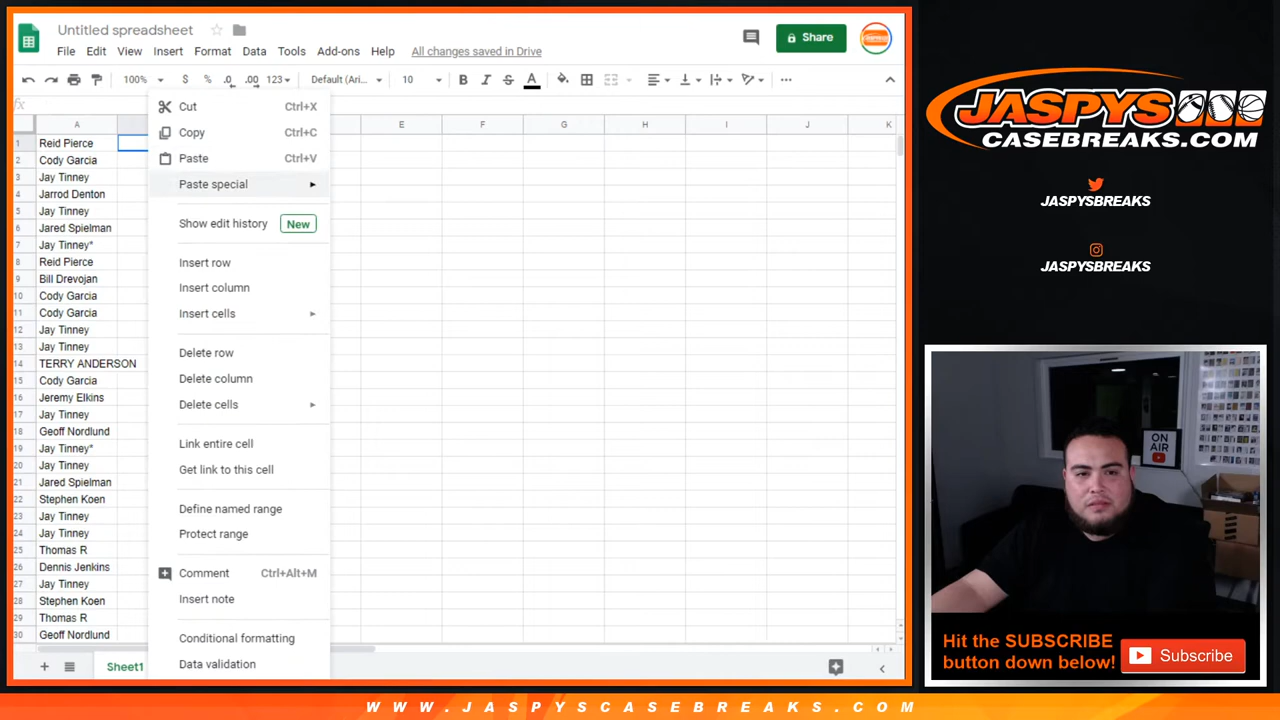 Untitled spreadsheet
File Edit View Insert Format Data Tools Add-ons Help All changes saved in Drive
Share
100% $ % .0 .00 123 Default (Ari... 10 B I S A
fx
A E F G H I J K
1 Reid Pierce
2 Cody Garcia
3 Jay Tinney
4 Jarrod Denton
5 Jay Tinney
6 Jared Spielman
7 Jay Tinney*
8 Reid Pierce
9 Bill Drevojan
10 Cody Garcia
11 Cody Garcia
12 Jay Tinney
13 Jay Tinney
14 TERRY ANDERSON
15 Cody Garcia
16 Jeremy Elkins
17 Jay Tinney
18 Geoff Nordlund
19 Jay Tinney*
20 Jay Tinney
21 Jared Spielman
22 Stephen Koen
23 Jay Tinney
24 Jay Tinney
25 Thomas R
26 Dennis Jenkins
27 Jay Tinney
28 Stephen Koen
29 Thomas R
30 Geoff Nordlund
Cut Ctrl+X
Copy Ctrl+C
Paste Ctrl+V
Paste special
Show edit history New
Insert row
Insert column
Insert cells
Delete row
Delete column
Delete cells
Link entire cell
Get link to this cell
Define named range
Protect range
Comment Ctrl+Alt+M
Insert note
Conditional formatting
Data validation
Sheet1
JASPYS
CASEBREAKS.COM
JASPYSBREAKS
JASPYSBREAKS
ON
AIR
Hit the SUBSCRIBE
button down below!
Subscribe
WWW.JASPYSCASEBREAKS.COM